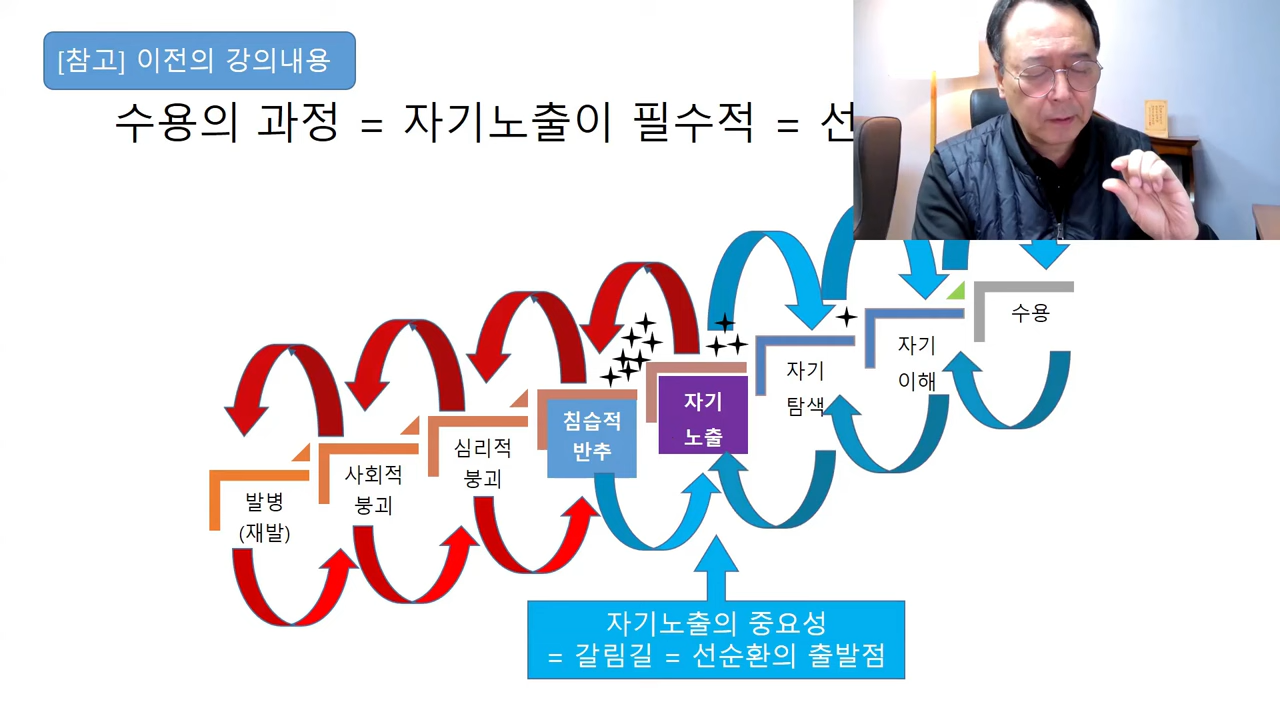 [참고] 이전의 강의내용
수용의 과정 = 자기노출이 필수적 = 선
발병
(재발)
사회적
붕괴
심리적
붕괴
침습적
반추
자기
노출
자기
탐색
자기
이해
수용
자기노출의 중요성
= 갈림길 = 선순환의 출발점